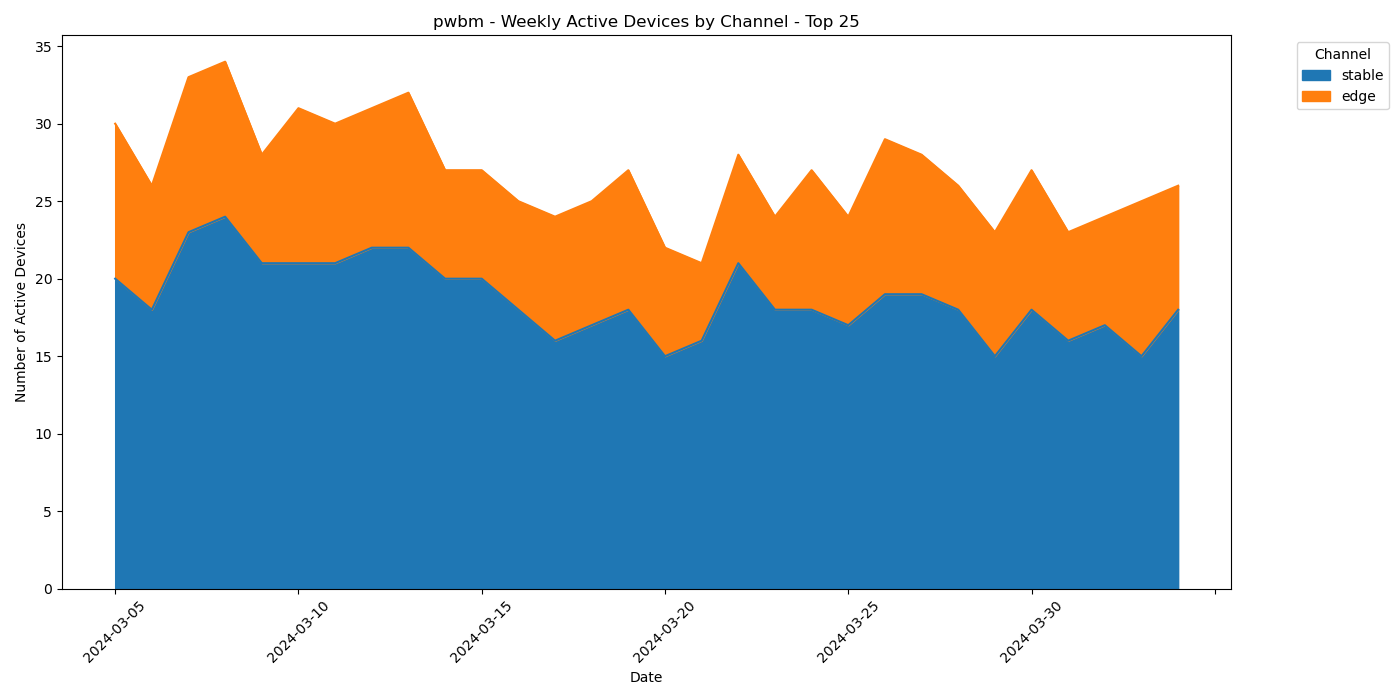 pwbm - Weekly Active Devices by Channel - Top 25
Channel
stable
edge
Number of Active Devices
35
30
25
20
15
10
5
0
2024-03-05
2024-03-10
2024-03-15
2024-03-20
2024-03-25
2024-03-30
Date